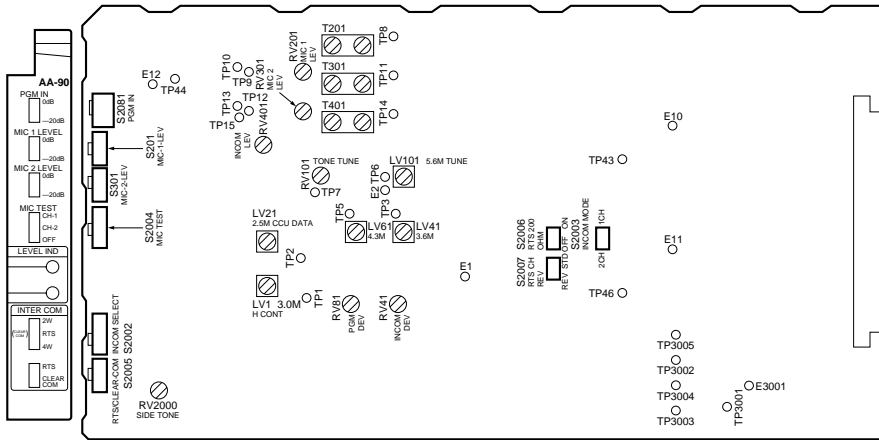 AA-90
PGM IN
0dB
—20dB
MIC 1 LEVEL
0dB
—20dB
MIC 2 LEVEL
0dB
—20dB
MIC TEST
CH-1
CH-2
OFF
LEVEL IND
INTER COM
2W
(CLEAR COM)
RTS
4W
RTS
CLEAR
COM
S2081
PGM IN
S201
MIC-1-LEV
S301
MIC-2-LEV
S2004
MIC TEST
INCOM SELECT
S2002
RTS/CLEAR-COM
S2005
E12
TP44
RV2000
SIDE TONE
TP10
TP9
TP13
TP12
TP15
RV401
INCOM
LEV
RV301
MIC 2
LEV
RV201
MIC 1
LEV
T201
TP8
T301
TP11
T401
TP14
RV101
TONE TUNE
TP7
LV101
5.6M TUNE
TP6
E2
TP3
TP5
LV21
2.5M CCU DATA
LV61
4.3M
LV41
3.6M
TP2
LV1 3.0M
H CONT
TP1
RV81
PGM
DEV
RV41
INCOM
DEV
E1
S2006
RTS 200
OHM
OFF ON
S2007
RTS CH
REV
REV STD
S2003
INCOM MODE
1CH
2CH
E10
TP43
E11
TP46
TP3005
TP3002
TP3004
E3001
TP3003
TP3001